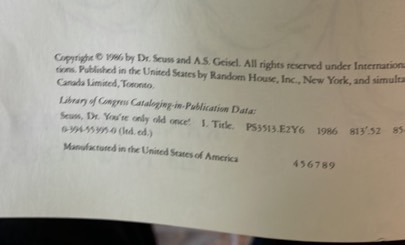 Copyright © 1986 by Dr. Seuss and A.S. Geisel. All rights reserved under Internation
tions. Published in the United States by Random House, Inc., New York, and simulta
Canada Limited, Toronto.
Library of Congress Cataloging-in-Publication Data:
Seuss, Dr. You're only old once! 1. Title. PS3513.E2Y6 1986 813'.52 85-
0-394-55395-0 (ltd. ed.)
Manufactured in the United States of America
456789